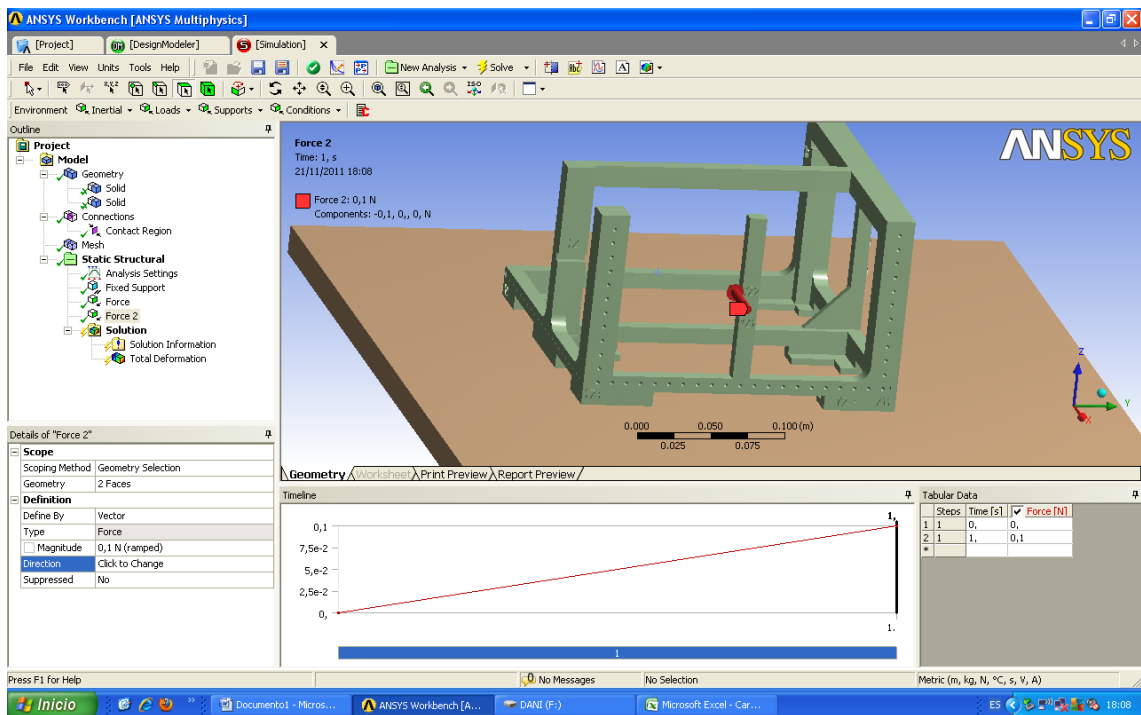 ANSYS Workbench [ANSYS Multiphysics]
[Project] [DesignModeler] [Simulation]
File Edit View Units Tools Help New Analysis Solve
Environment Inertial Loads Supports Conditions
Outline
Project
Model
Geometry
Solid
Solid
Connections
Contact Region
Mesh
Static Structural
Analysis Settings
Fixed Support
Force
Force 2
Solution
Solution Information
Total Deformation
Force 2
Time: 1, s
21/11/2011 18:08
Force 2: 0,1 N
Components: -0,1, 0,, 0, N
ANSYS
Z
Y
X
0.000 0.050 0.100 (m)
0.025 0.075
Geometry Worksheet Print Preview Report Preview
Details of "Force 2"
Scope
Scoping Method Geometry Selection
Geometry 2 Faces
Definition
Define By Vector
Type Force
Magnitude 0,1 N (ramped)
Direction Click to Change
Suppressed No
Timeline
1,
0,1
7,5e-2
5,e-2
2,5e-2
0,
1.
1
Tabular Data
Steps Time [s] Force [N]
1 1 0, 0,
2 1 1, 0,1
*
Press F1 for Help No Messages No Selection Metric (m, kg, N, ºC, s, V, A)
Inicio Documento1 - Micros... ANSYS Workbench [A... DANI (F:) Microsoft Excel - Car... ES 18:08